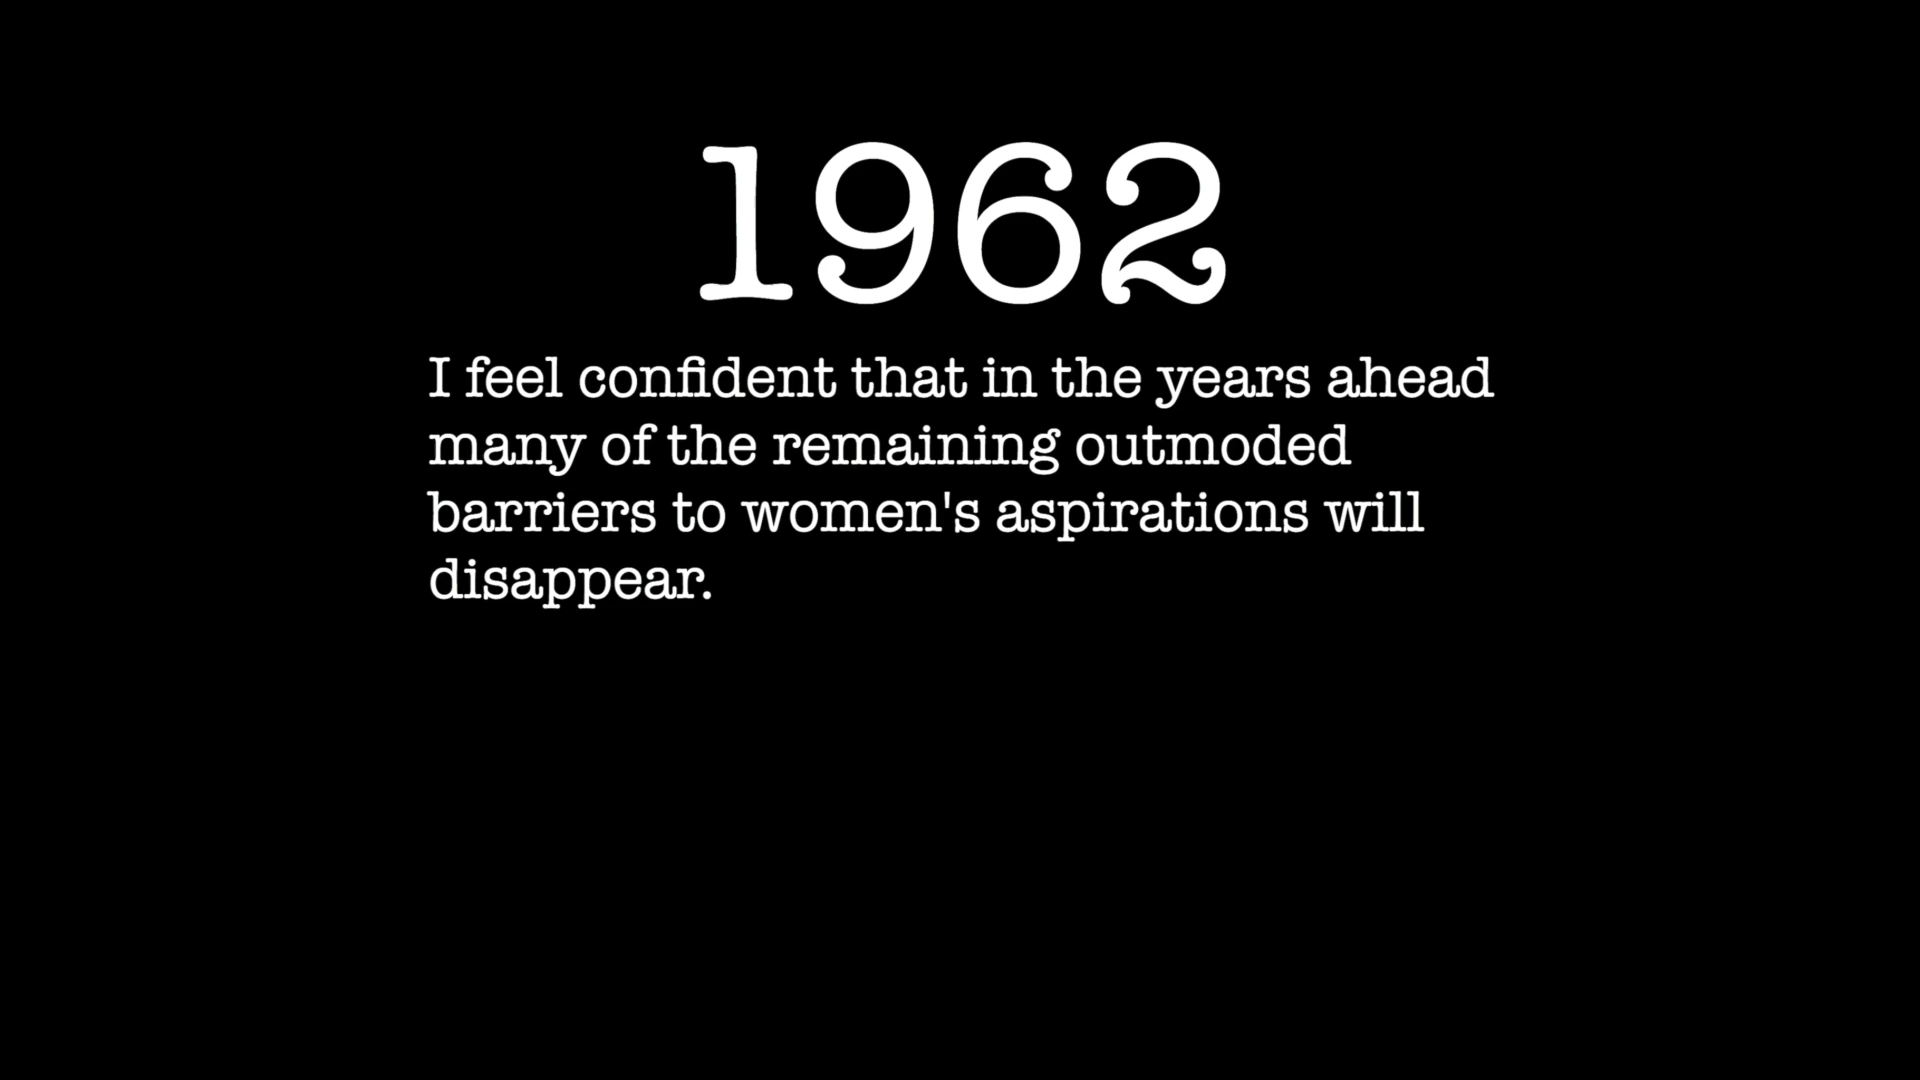 1962
I feel confident that in the years ahead
many of the remaining outmoded
barriers to women's aspirations will
disappear.